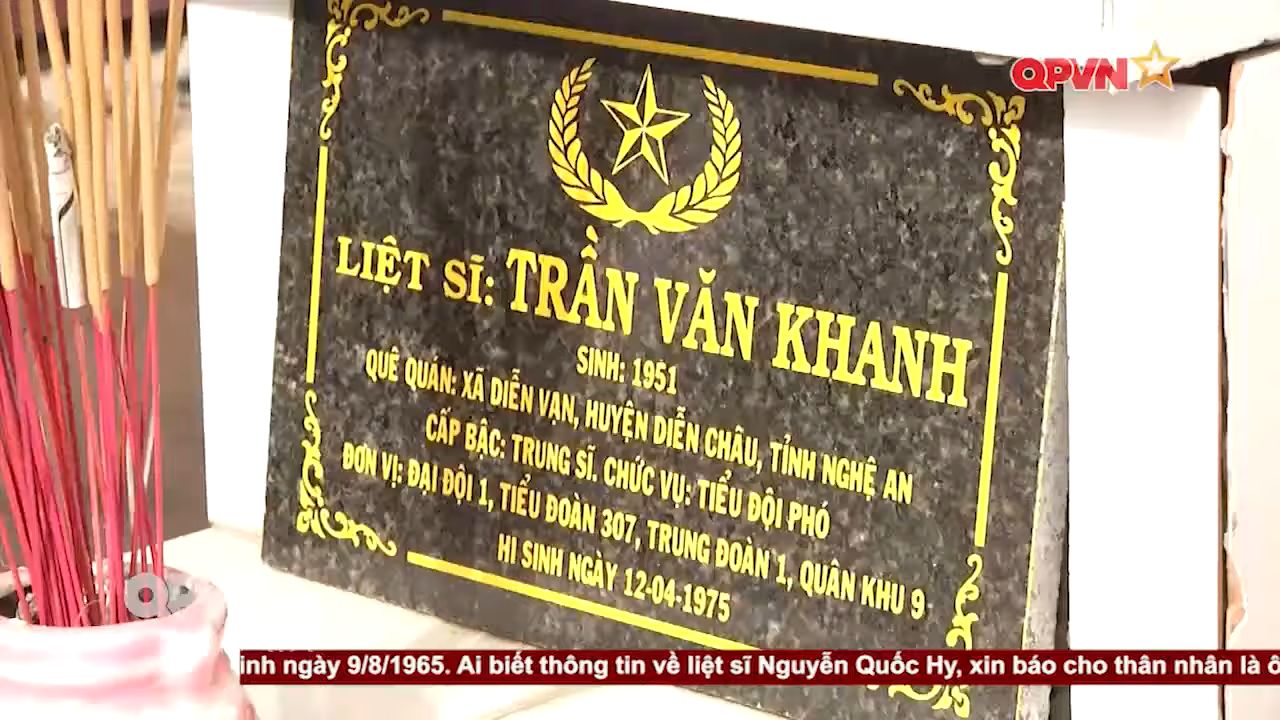 QPVN
LIỆT SĨ: TRẦN VĂN KHANH
SINH: 1951
QUÊ QUÁN: XÃ DIỄN VẠN, HUYỆN DIỄN CHÂU, TỈNH NGHỆ AN
CẤP BẬC: TRUNG SĨ. CHỨC VỤ: TIỂU ĐỘI PHÓ
ĐƠN VỊ: ĐẠI ĐỘI 1, TIỂU ĐOÀN 307, TRUNG ĐOÀN 1, QUÂN KHU 9
HI SINH NGÀY 12-04-1975
inh ngày 9/8/1965. Ai biết thông tin về liệt sĩ Nguyễn Quốc Hy, xin báo cho thân nhân là ô